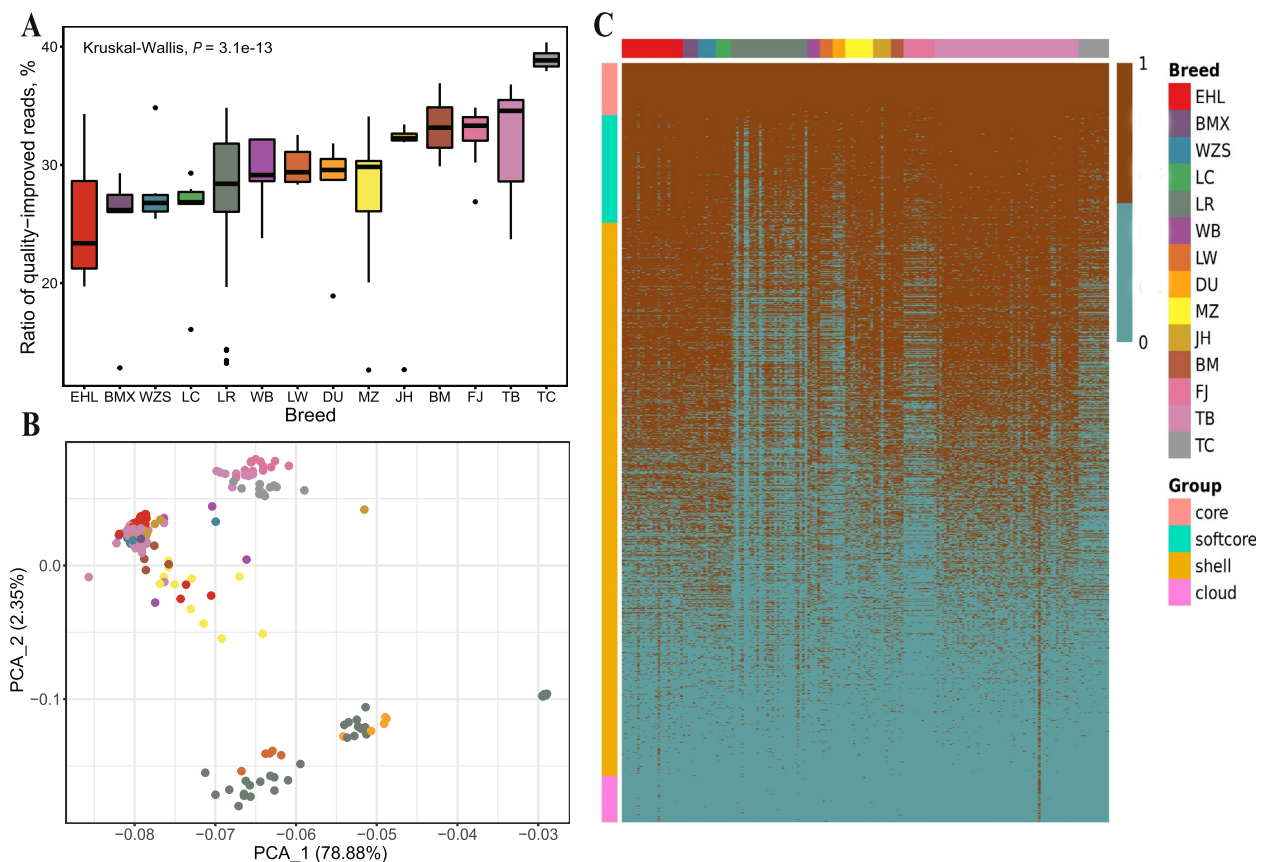 A
Kruskal-Wallis, P = 3.1e-13
Ratio of quality−improved reads, %
40
30
20
EHL BMX WZS LC LR WB LW DU MZ JH BM FJ TB TC
Breed
B
PCA_2 (2.35%)
0.0
−0.1
−0.08 −0.07 −0.06 −0.05 −0.04 −0.03
PCA_1 (78.88%)
C
1
0
Breed
EHL
BMX
WZS
LC
LR
WB
LW
DU
MZ
JH
BM
FJ
TB
TC
Group
core
softcore
shell
cloud